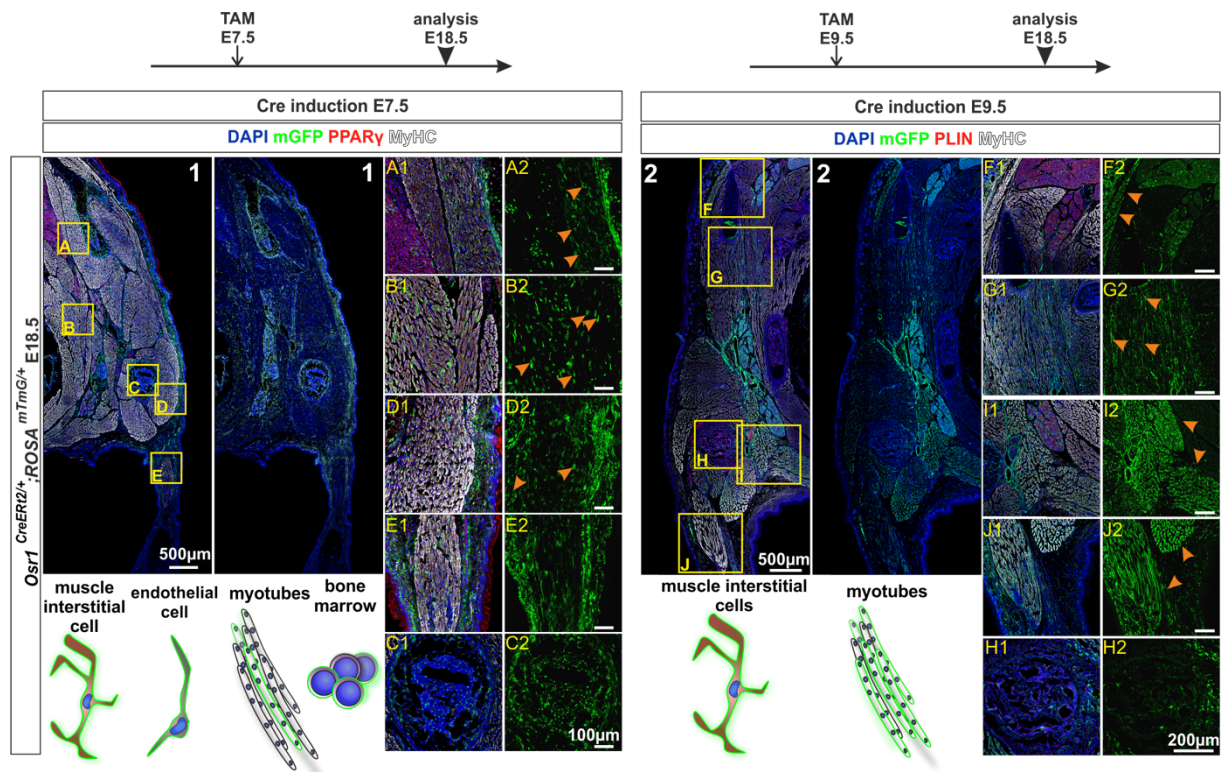 TAM
E7.5
analysis
E18.5
Cre induction E7.5
DAPI mGFP PPARγ MyHC
Osr1 CreERt2/+;ROSA mTmG/+ E18.5
1
A
B
C
D
E
500µm
1
A1
A2
B1
B2
D1
D2
E1
E2
C1
C2
100µm
muscle
interstitial
cell
endothelial
cell
myotubes
bone
marrow
TAM
E9.5
analysis
E18.5
Cre induction E9.5
DAPI mGFP PLIN MyHC
2
F
G
H
I
J
500µm
2
F1
F2
G1
G2
I1
I2
J1
J2
H1
H2
200µm
muscle interstitial
cells
myotubes